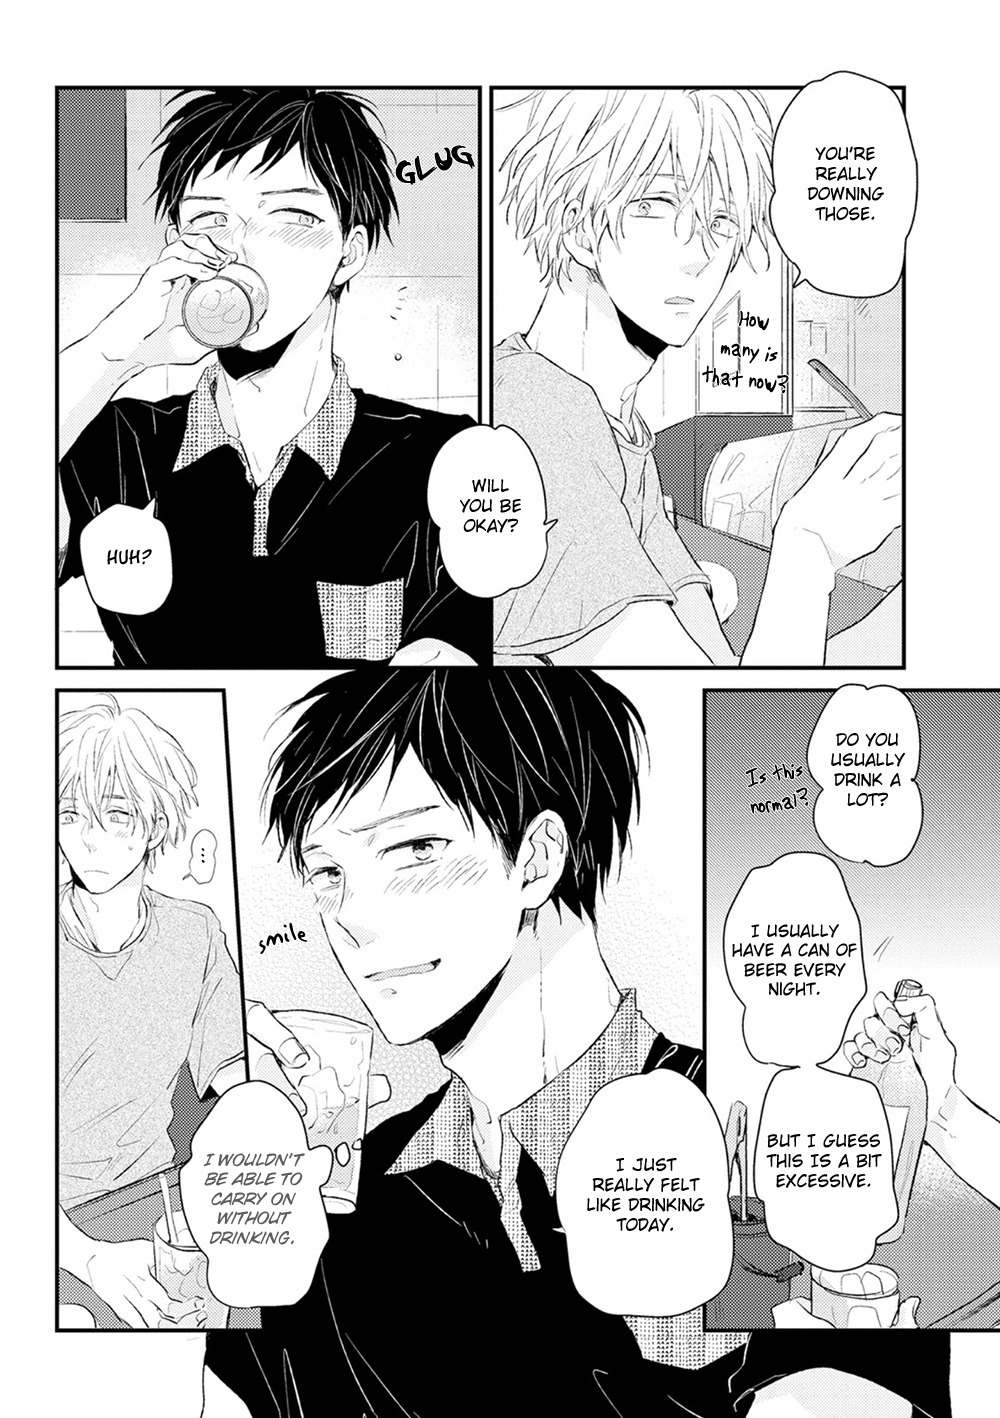 YOU'RE
REALLY
DOWNING
THOSE.
How
many is
that now?
WILL
YOU BE
OKAY?
GLUG
HUH?
DO YOU
USUALLY
DRINK A
LOT?
Is this
normal?
I USUALLY
HAVE A CAN OF
BEER EVERY
NIGHT.
BUT I GUESS
THIS IS A BIT
EXCESSIVE.
smile
I JUST
REALLY FELT
LIKE DRINKING
TODAY.
...
I WOULDN'T
BE ABLE TO
CARRY ON
WITHOUT
DRINKING.